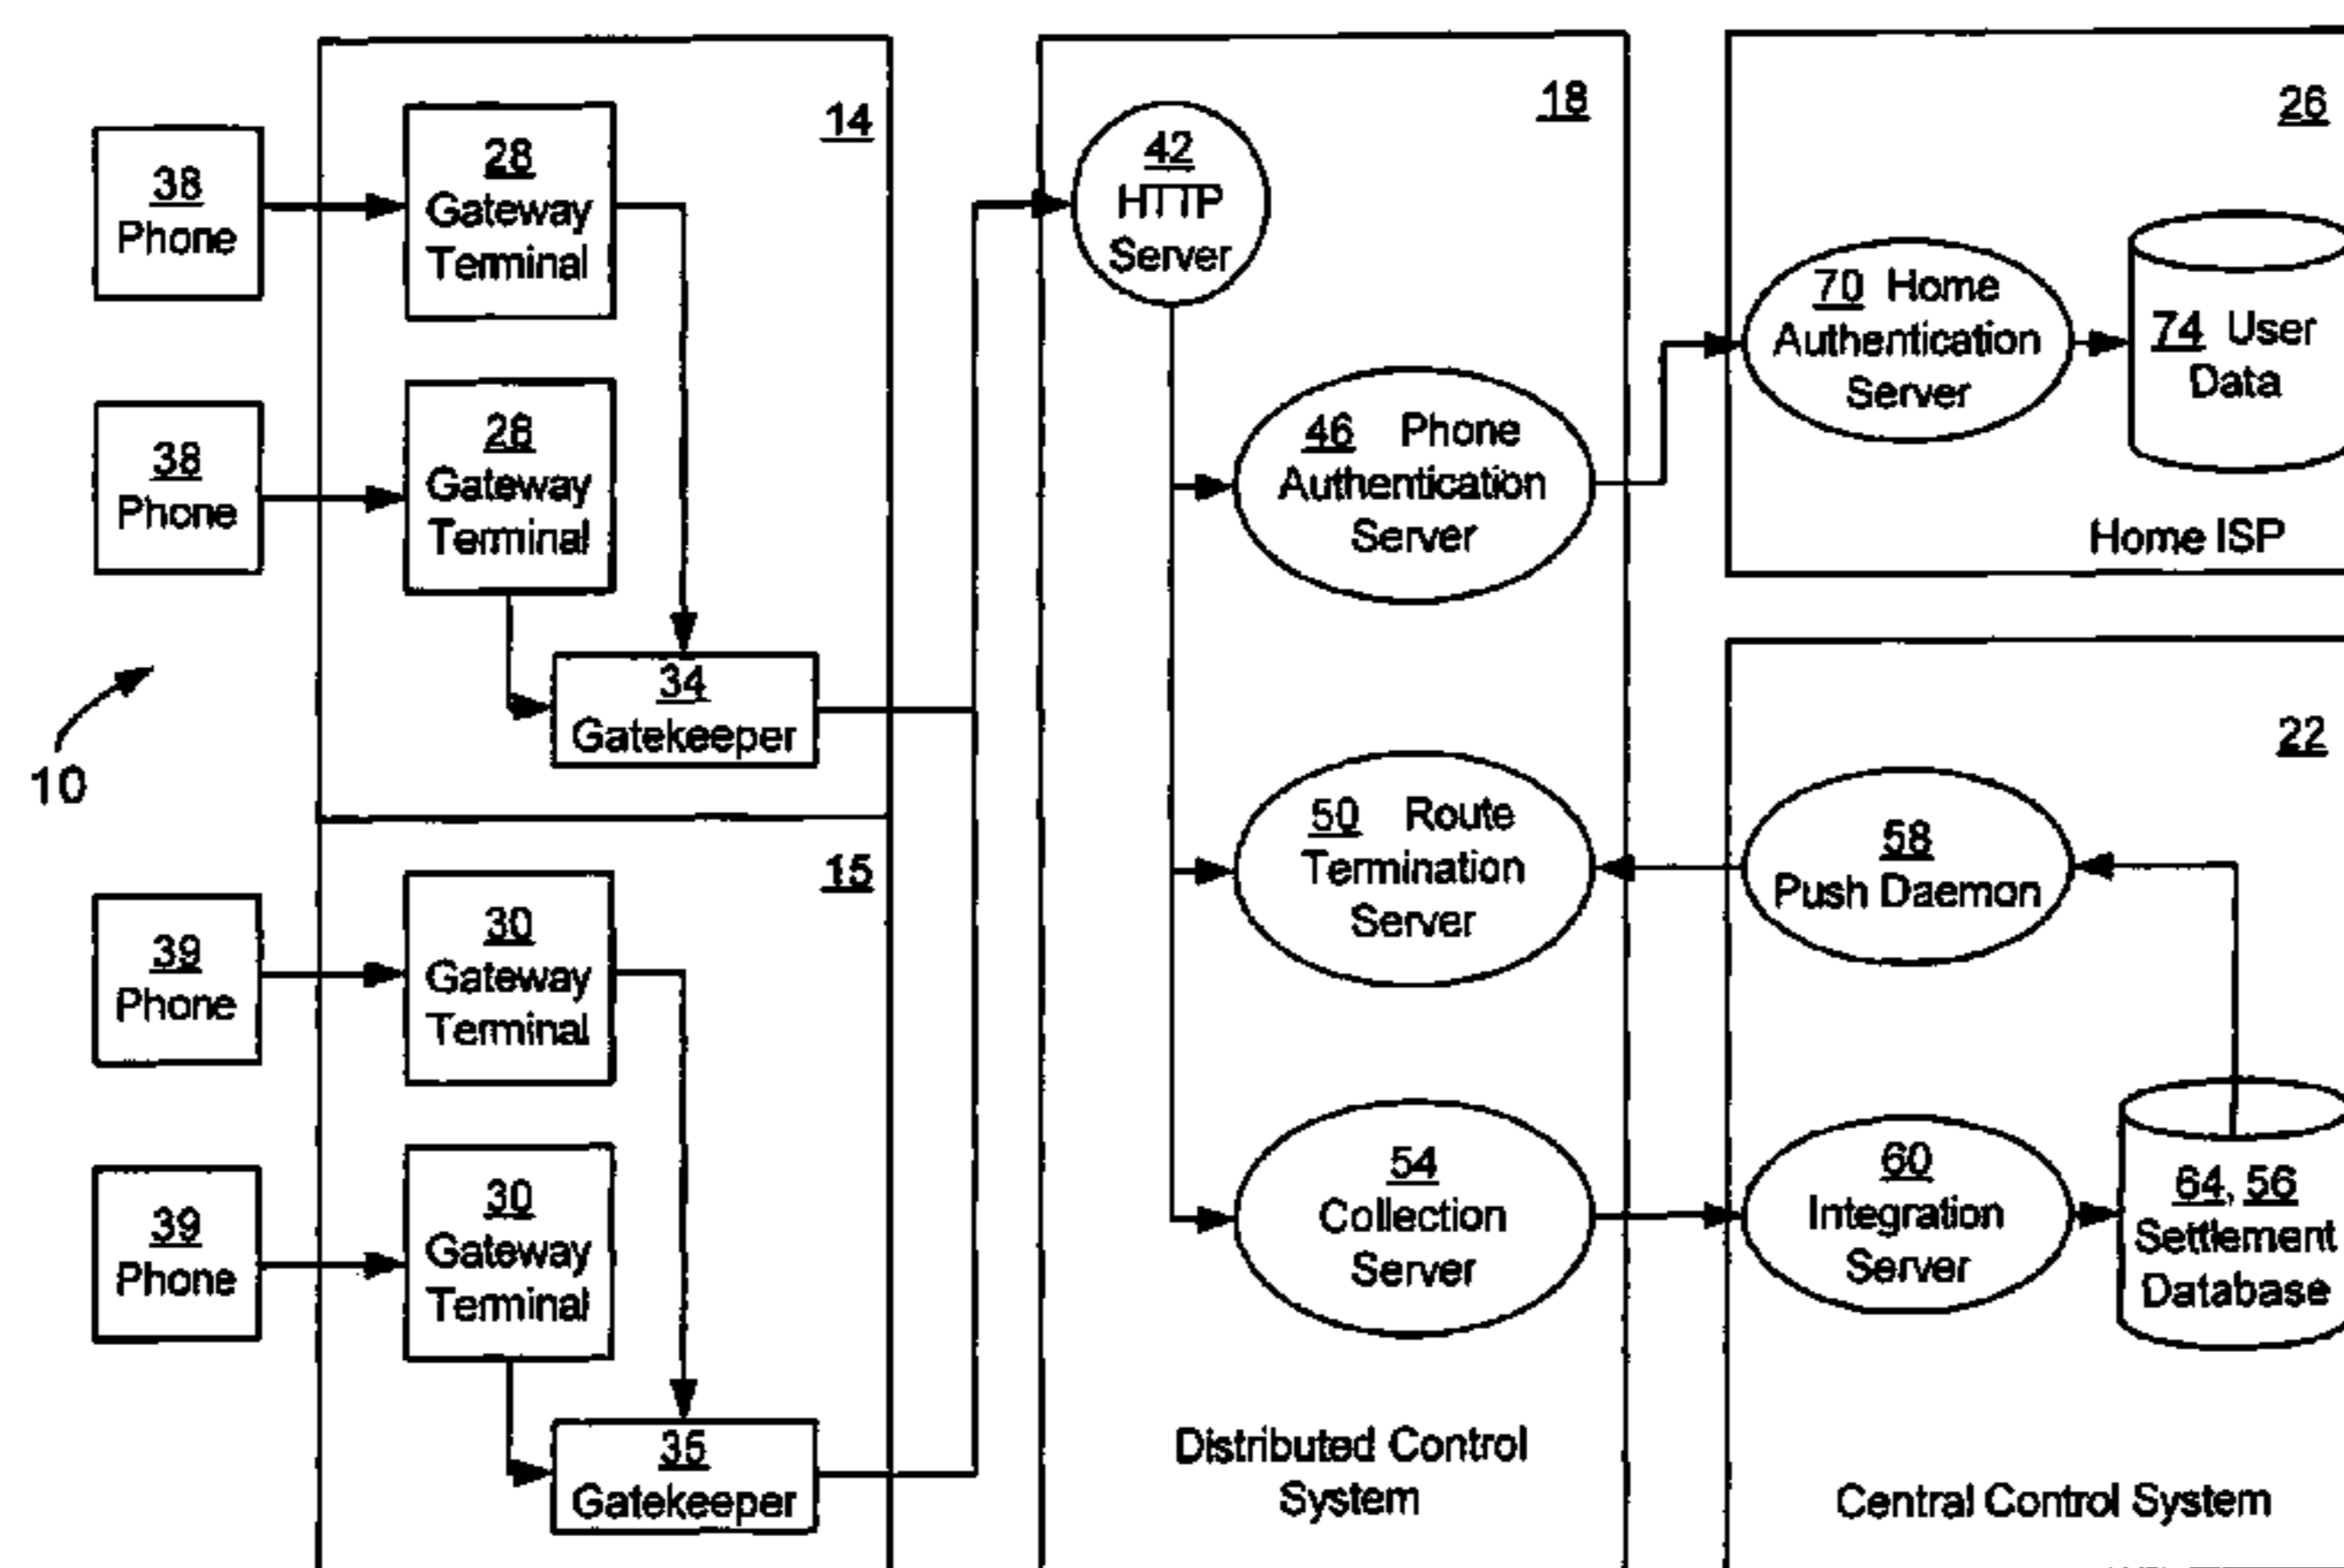 38
Phone
28
Gateway
Terminal
14
38
Phone
28
Gateway
Terminal
34
Gatekeeper
10
39
Phone
30
Gateway
Terminal
15
39
Phone
30
Gateway
Terminal
35
Gatekeeper
18
42
HTTP
Server
46 Phone
Authentication
Server
50 Route
Termination
Server
54
Collection
Server
Distributed Control
System
26
70 Home
Authentication
Server
74 User
Data
Home ISP
22
58
Push Daemon
60
Integration
Server
64, 56
Settlement
Database
Central Control System